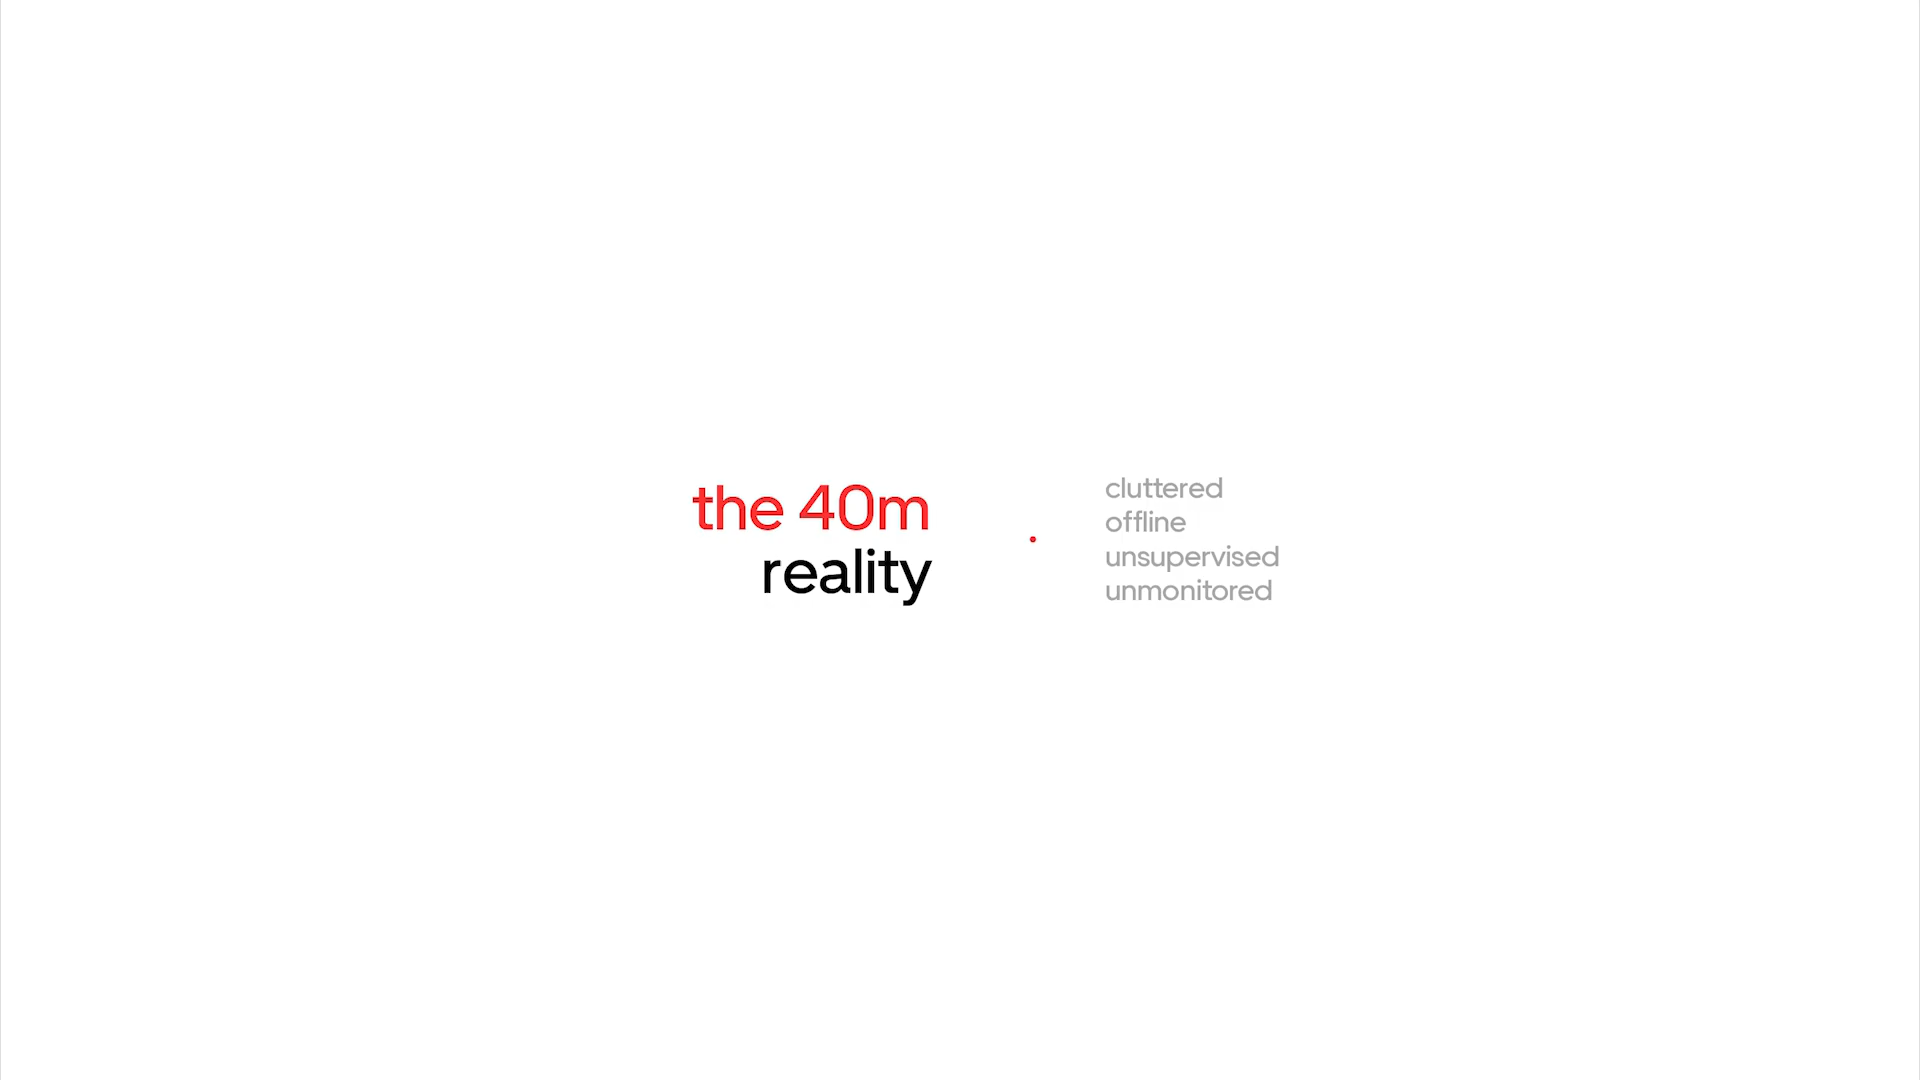 the 40m
reality
cluttered
offline
unsupervised
unmonitored